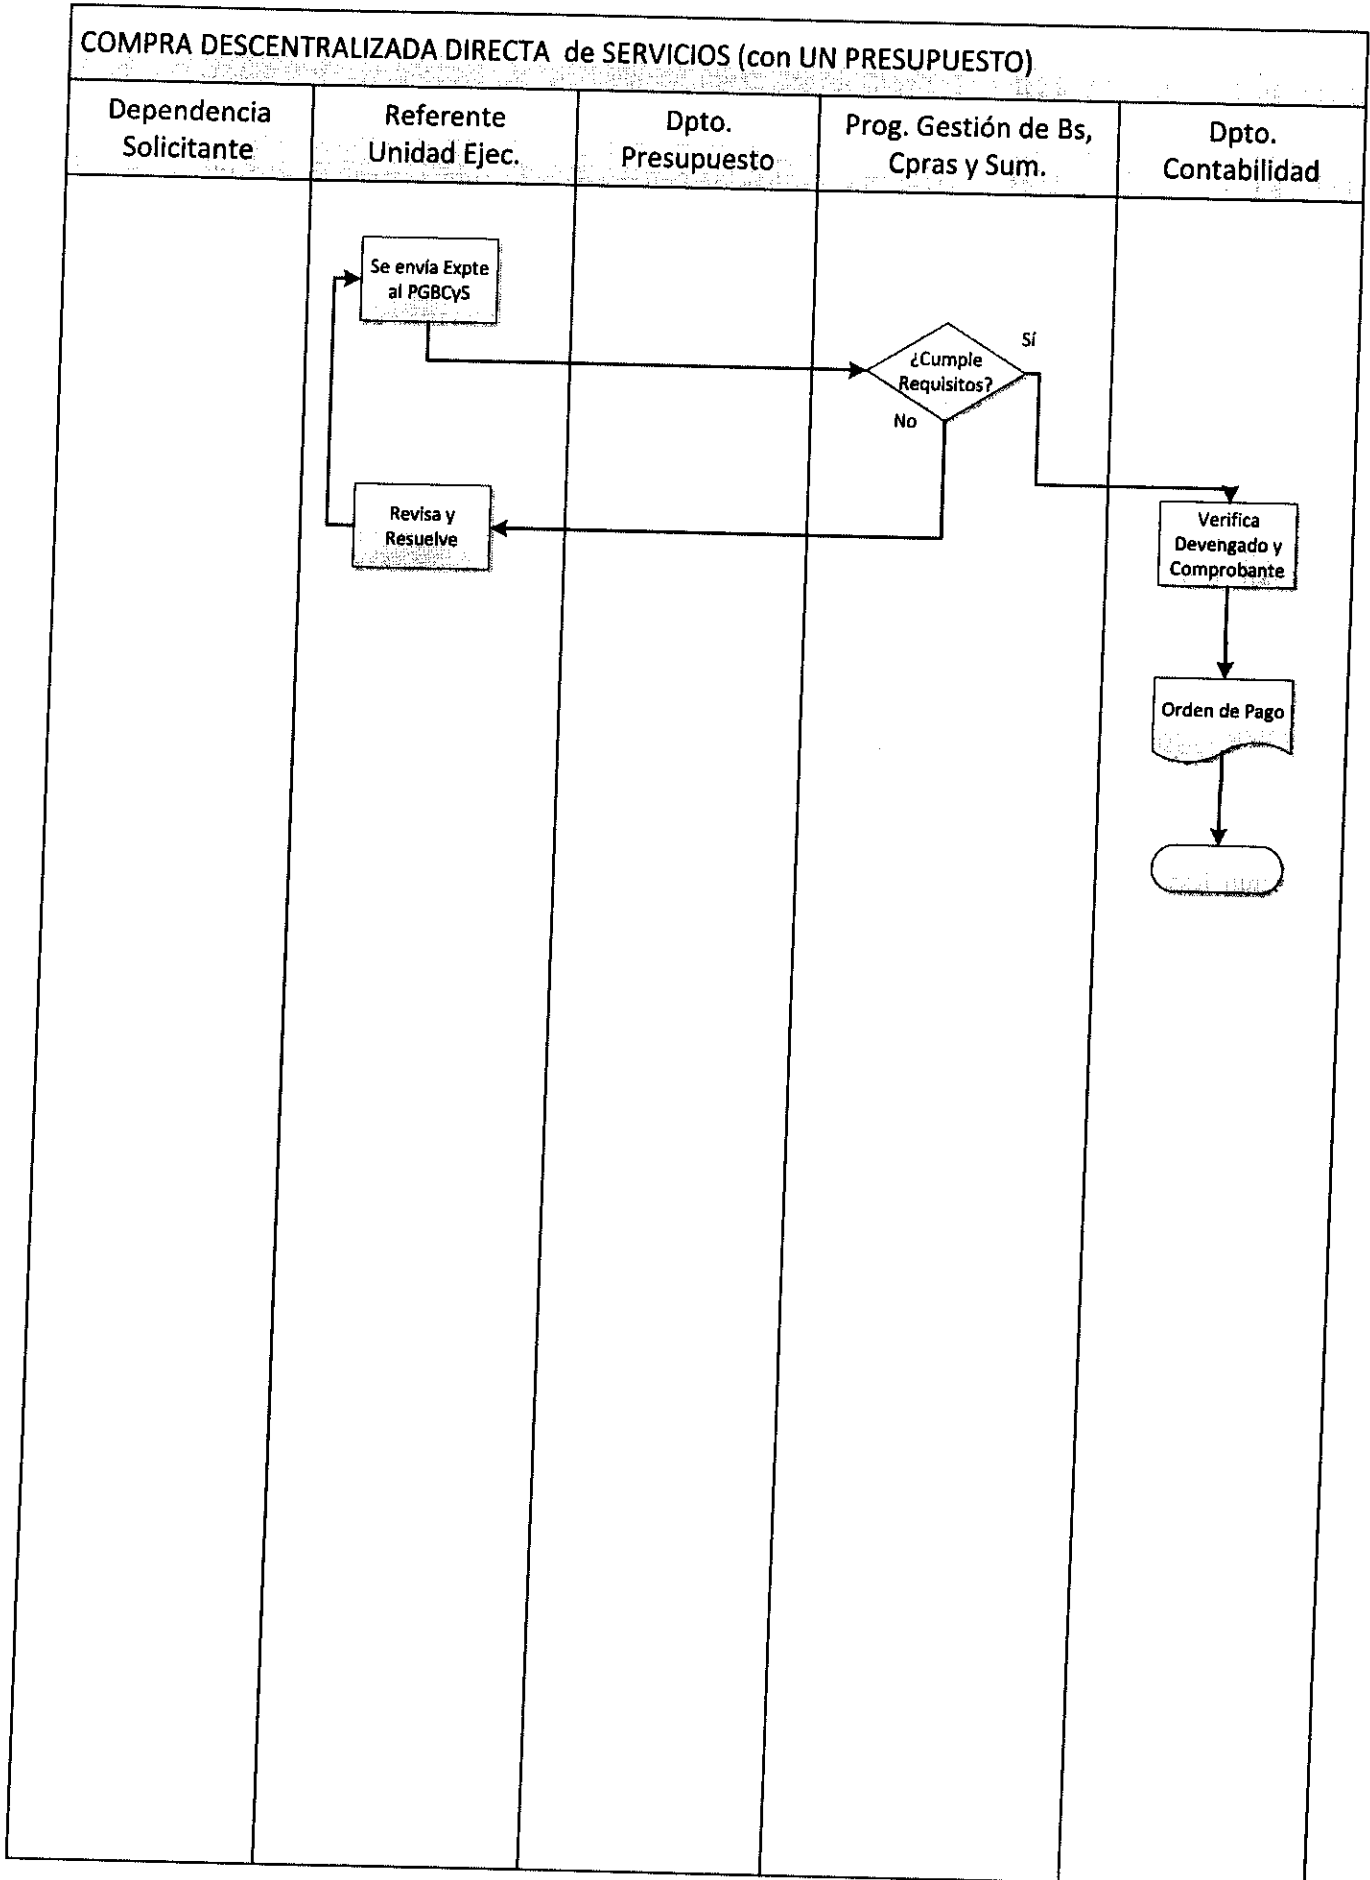 COMPRA DESCENTRALIZADA DIRECTA de SERVICIOS (con UN PRESUPUESTO)
Dependencia
Solicitante
Referente
Unidad Ejec.
Dpto.
Presupuesto
Prog. Gestión de Bs,
Cpras y Sum.
Dpto.
Contabilidad
Se envía Expte
al PGBCyS
¿Cumple
Requisitos?
Sí
No
Revisa y
Resuelve
Verifica
Devengado y
Comprobante
Orden de Pago